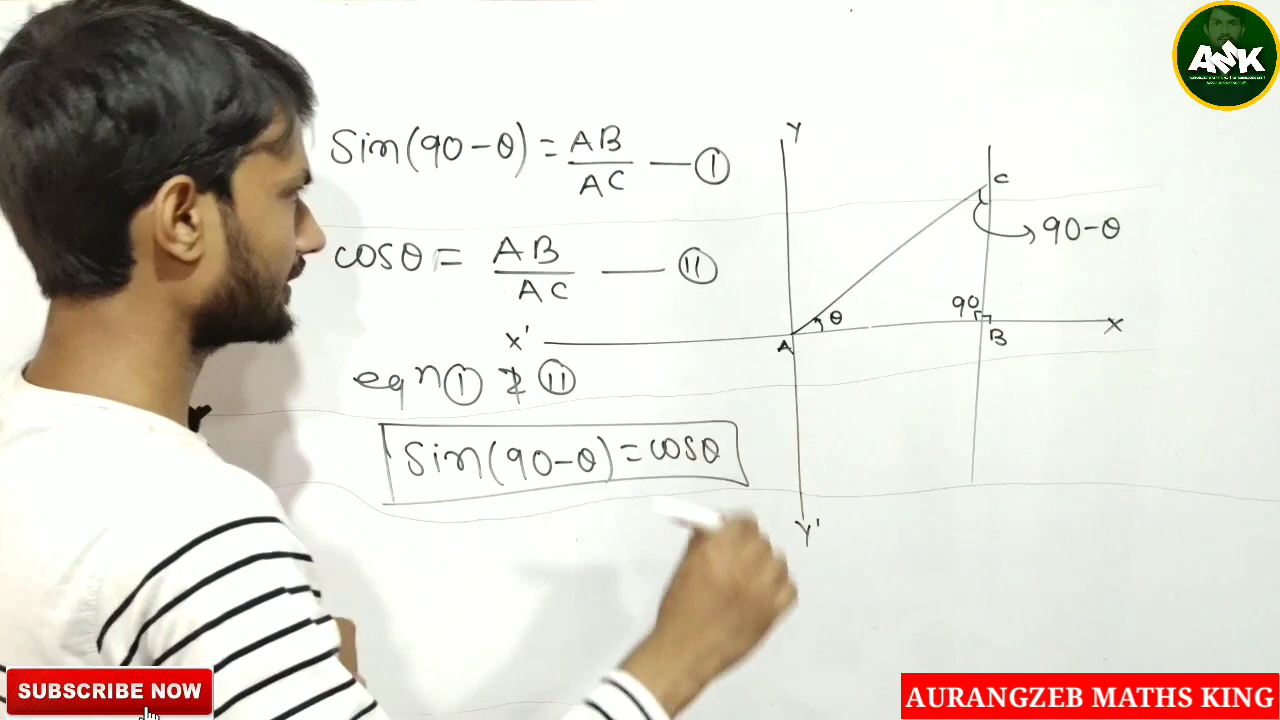 ANK
Sin(90-θ) = AB/AC — (I)
cosθ = AB/AC — (II)
eqn (I) & (II)
Sin(90-θ) = cosθ
Y
C
90-θ
90
θ
X'
A
B
X
Y'
SUBSCRIBE NOW
AURANGZEB MATHS KING